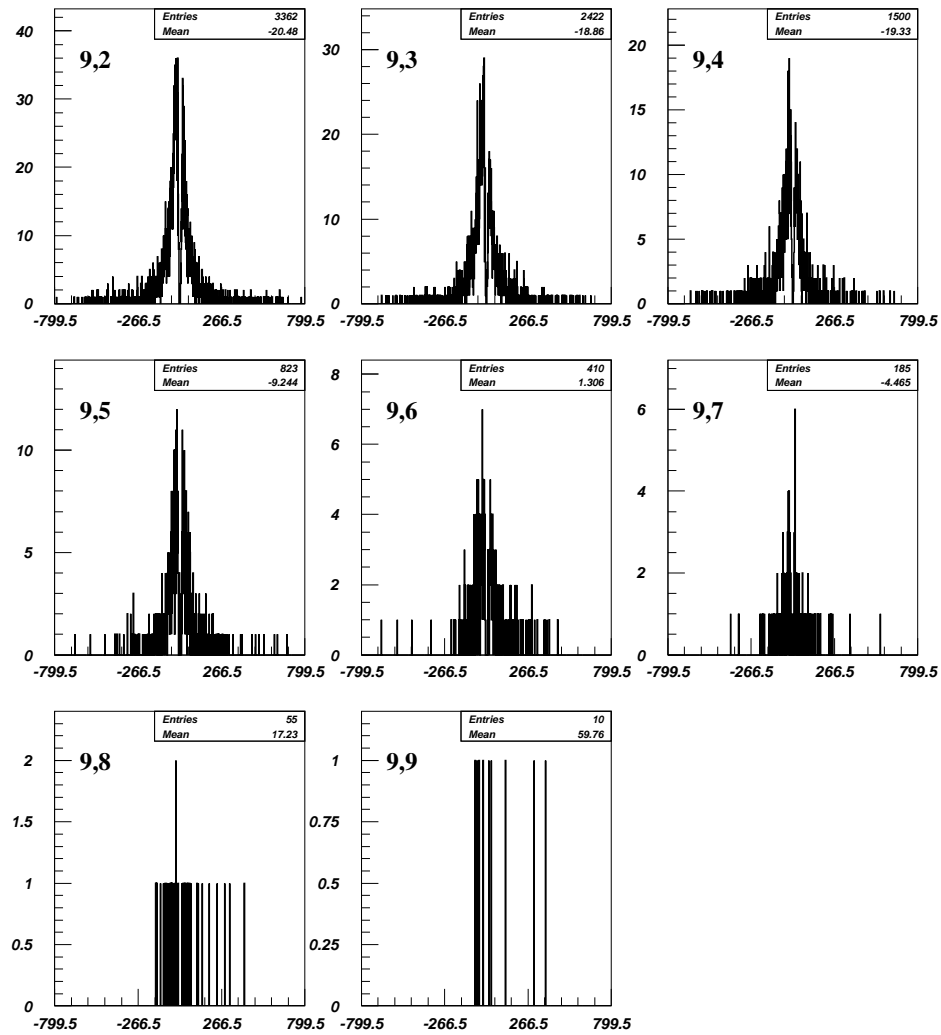 Entries 3362
Mean -20.48
9,2
40
30
20
10
0
-799.5 -266.5 266.5 799.5
Entries 2422
Mean -18.86
9,3
30
20
10
0
-799.5 -266.5 266.5 799.5
Entries 1500
Mean -19.33
9,4
20
15
10
5
0
-799.5 -266.5 266.5 799.5
Entries 823
Mean -9.244
9,5
10
5
0
-799.5 -266.5 266.5 799.5
Entries 410
Mean 1.306
9,6
8
6
4
2
0
-799.5 -266.5 266.5 799.5
Entries 185
Mean -4.465
9,7
6
4
2
0
-799.5 -266.5 266.5 799.5
Entries 55
Mean 17.23
9,8
2
1.5
1
0.5
0
-799.5 -266.5 266.5 799.5
Entries 10
Mean 59.76
9,9
1
0.75
0.5
0.25
0
-799.5 -266.5 266.5 799.5